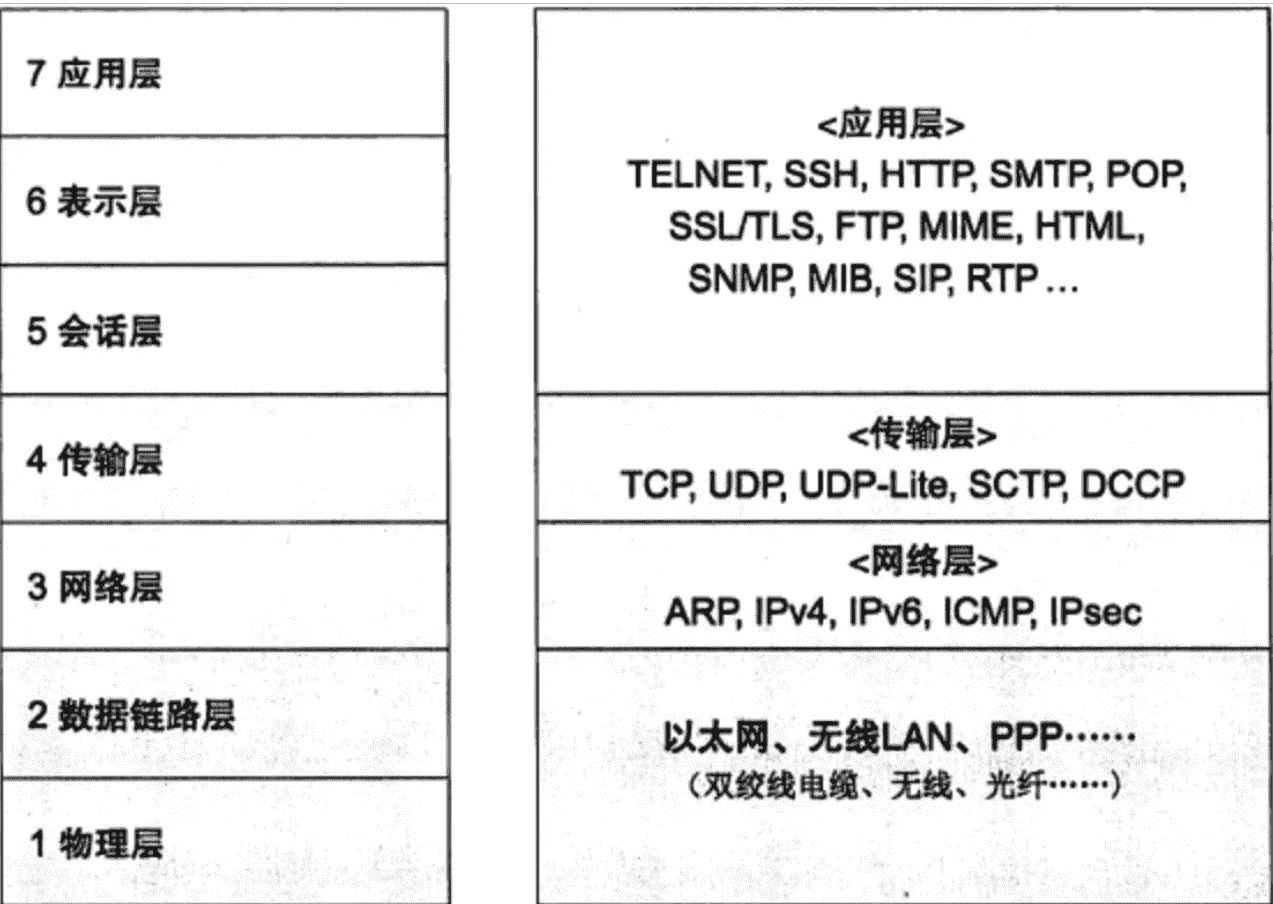 7 应用层
6 表示层
5 会话层
4 传输层
3 网络层
2 数据链路层
1 物理层
<应用层>
TELNET, SSH, HTTP, SMTP, POP,
SSL/TLS, FTP, MIME, HTML,
SNMP, MIB, SIP, RTP ...
<传输层>
TCP, UDP, UDP-Lite, SCTP, DCCP
<网络层>
ARP, IPv4, IPv6, ICMP, IPsec
以太网、无线LAN、PPP……
（双绞线电缆、无线、光纤……）